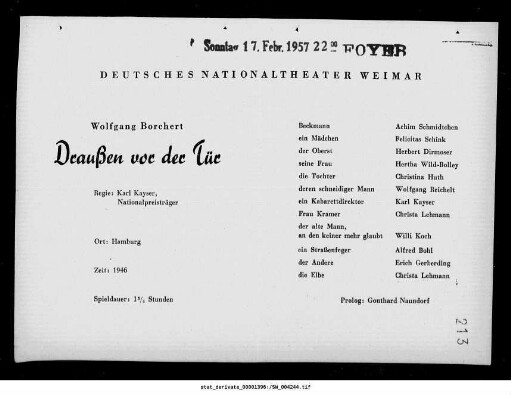 Sonntag 17. Febr. 1957 22 00 FOYER
DEUTSCHES NATIONALTHEATER WEIMAR
Wolfgang Borchert
Draußen vor der Tür
Regie: Karl Kayser,
Nationalpreisträger
Ort: Hamburg
Zeit: 1946
Spieldauer: 1½ Stunden
Beckmann Achim Schmidtchen
ein Mädchen Felicitas Schink
der Oberst Herbert Dirmoser
seine Frau Hertha Wild-Bolley
die Tochter Christina Huth
deren schneidiger Mann Wolfgang Reichelt
ein Kabarettdirektor Karl Kayser
Frau Kramer Christa Lehmann
der alte Mann,
an den keiner mehr glaubt Willi Koch
ein Straßenfeger Alfred Bohl
der Andere Erich Gerberding
die Elbe Christa Lehmann
Prolog: Gonthard Naundorf
213
stat_derivate_00001396:/SW_004244.tif